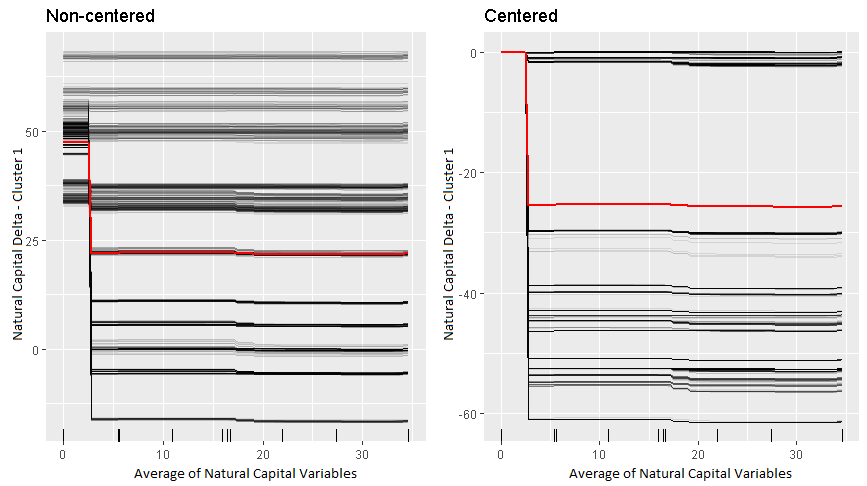 Non-centered
Natural Capital Delta - Cluster 1
50
25
0
0
10
20
30
Average of Natural Capital Variables
Centered
Natural Capital Delta - Cluster 1
0
-20
-40
-60
0
10
20
30
Average of Natural Capital Variables